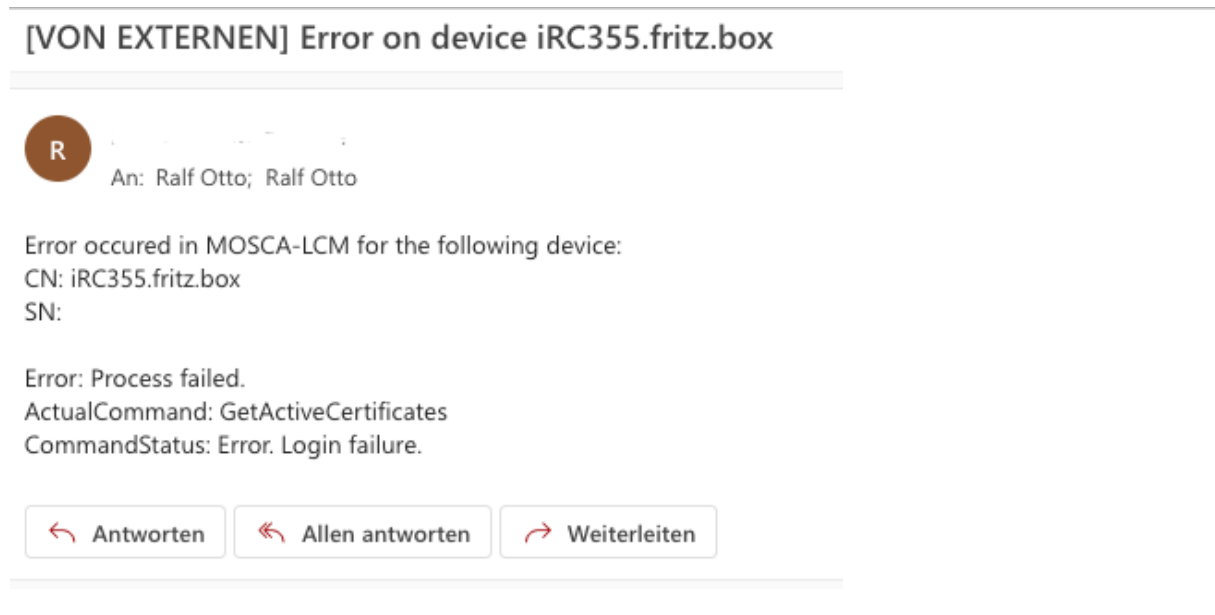 [VON EXTERNEN] Error on device iRC355.fritz.box
R
An: Ralf Otto; Ralf Otto
Error occured in MOSCA-LCM for the following device:
CN: iRC355.fritz.box
SN:
Error: Process failed.
ActualCommand: GetActiveCertificates
CommandStatus: Error. Login failure.
Antworten Allen antworten Weiterleiten